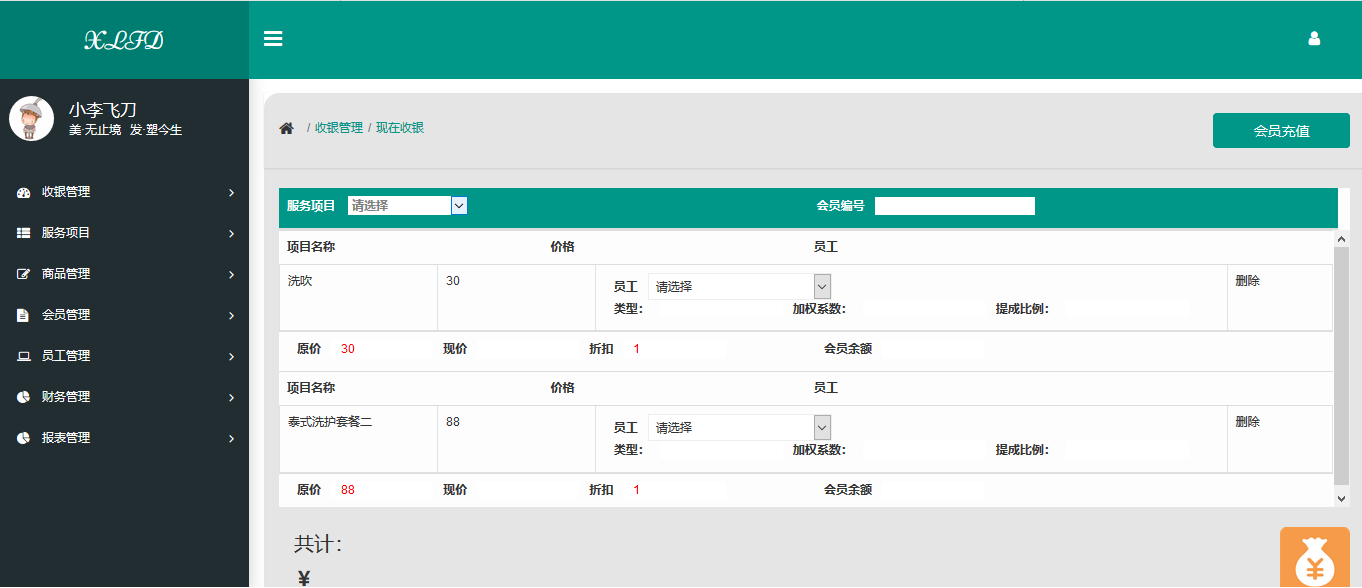 XLFD
小李飞刀
美·无止境 发·塑今生
收银管理
服务项目
商品管理
会员管理
员工管理
财务管理
报表管理
/ 收银管理 / 现在收银
会员充值
服务项目 请选择 会员编号
项目名称 价格 员工
洗吹 30 员工 请选择 删除
类型: 加权系数: 提成比例:
原价 30 现价 折扣 1 会员余额
项目名称 价格 员工
泰式洗护套餐二 88 员工 请选择 删除
类型: 加权系数: 提成比例:
原价 88 现价 折扣 1 会员余额
共计:
¥
¥